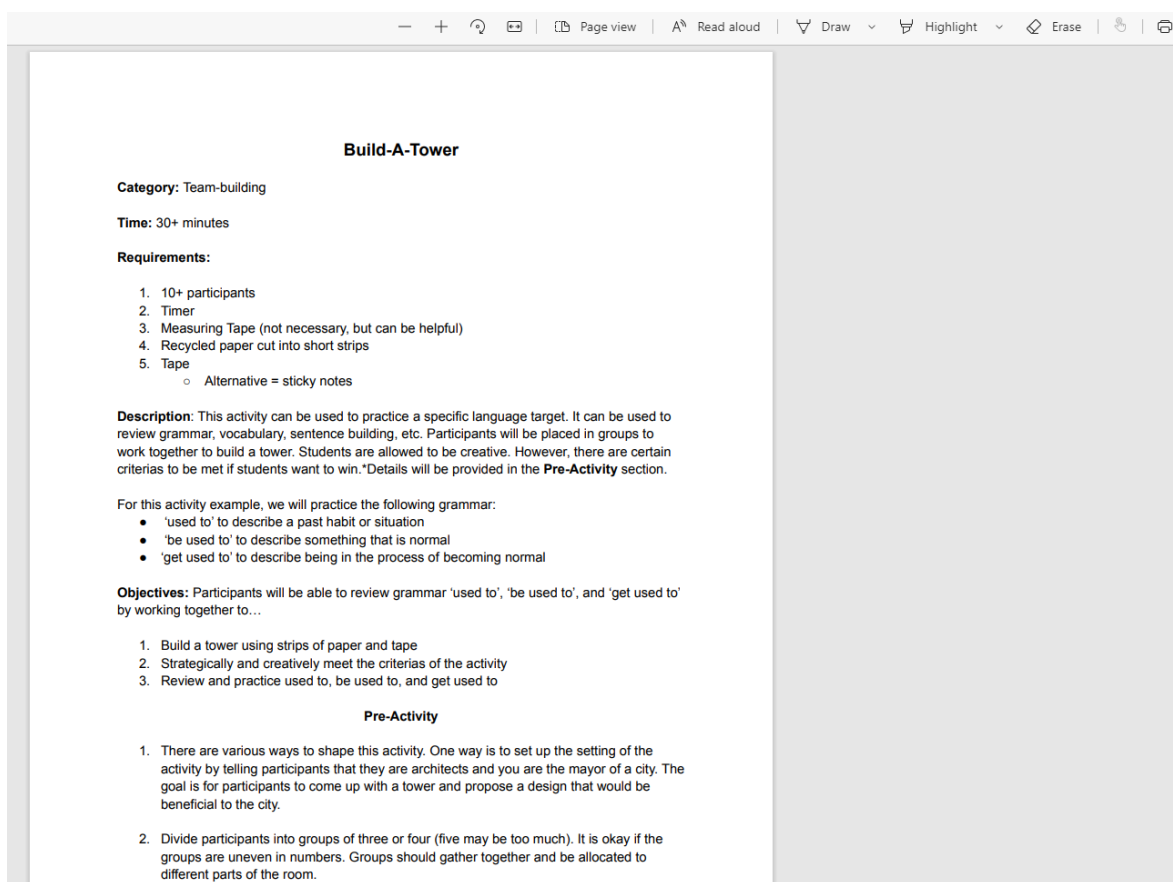 Page view
Read aloud
Draw
Highlight
Erase
Build-A-Tower
Category: Team-building
Time: 30+ minutes
Requirements:
1. 10+ participants
2. Timer
3. Measuring Tape (not necessary, but can be helpful)
4. Recycled paper cut into short strips
5. Tape
○ Alternative = sticky notes
Description: This activity can be used to practice a specific language target. It can be used to
review grammar, vocabulary, sentence building, etc. Participants will be placed in groups to
work together to build a tower. Students are allowed to be creative. However, there are certain
criterias to be met if students want to win.*Details will be provided in the Pre-Activity section.
For this activity example, we will practice the following grammar:
● ‘used to’ to describe a past habit or situation
● ‘be used to’ to describe something that is normal
● ‘get used to’ to describe being in the process of becoming normal
Objectives: Participants will be able to review grammar ‘used to’, ‘be used to’, and ‘get used to’
by working together to…
1. Build a tower using strips of paper and tape
2. Strategically and creatively meet the criterias of the activity
3. Review and practice used to, be used to, and get used to
Pre-Activity
1. There are various ways to shape this activity. One way is to set up the setting of the
activity by telling participants that they are architects and you are the mayor of a city. The
goal is for participants to come up with a tower and propose a design that would be
beneficial to the city.
2. Divide participants into groups of three or four (five may be too much). It is okay if the
groups are uneven in numbers. Groups should gather together and be allocated to
different parts of the room.